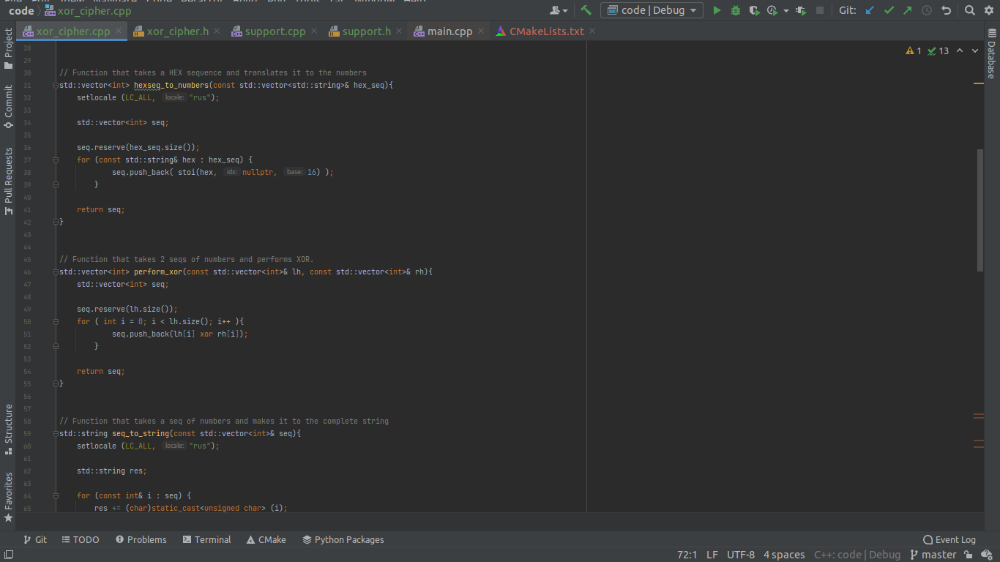 code xor_cipher.cpp
code | Debug Git:
xor_cipher.cpp xor_cipher.h support.cpp support.h main.cpp CMakeLists.txt
Project
Commit
Pull Requests
Structure
Favorites
Database
1 13
28
29
30 // Function that takes a HEX sequence and translates it to the numbers
31 std::vector<int> hexseq_to_numbers(const std::vector<std::string>& hex_seq){
32 setlocale (LC_ALL, locale: "rus");
33
34 std::vector<int> seq;
35
36 seq.reserve(hex_seq.size());
37 for (const std::string& hex : hex_seq) {
38 seq.push_back( stoi(hex, idx: nullptr, base: 16) );
39 }
40
41 return seq;
42 }
43
44
45 // Function that takes 2 seqs of numbers and performs XOR.
46 std::vector<int> perform_xor(const std::vector<int>& lh, const std::vector<int>& rh){
47 std::vector<int> seq;
48
49 seq.reserve(lh.size());
50 for ( int i = 0; i < lh.size(); i++ ){
51 seq.push_back(lh[i] xor rh[i]);
52 }
53
54 return seq;
55 }
56
57
58 // Function that takes a seq of numbers and makes it to the complete string
59 std::string seq_to_string(const std::vector<int>& seq){
60 setlocale (LC_ALL, locale: "rus");
61
62 std::string res;
63
64 for (const int& i : seq) {
65 res += (char)static_cast<unsigned char> (i);
Git TODO Problems Terminal CMake Python Packages Event Log
72:1 LF UTF-8 4 spaces C++: code | Debug master